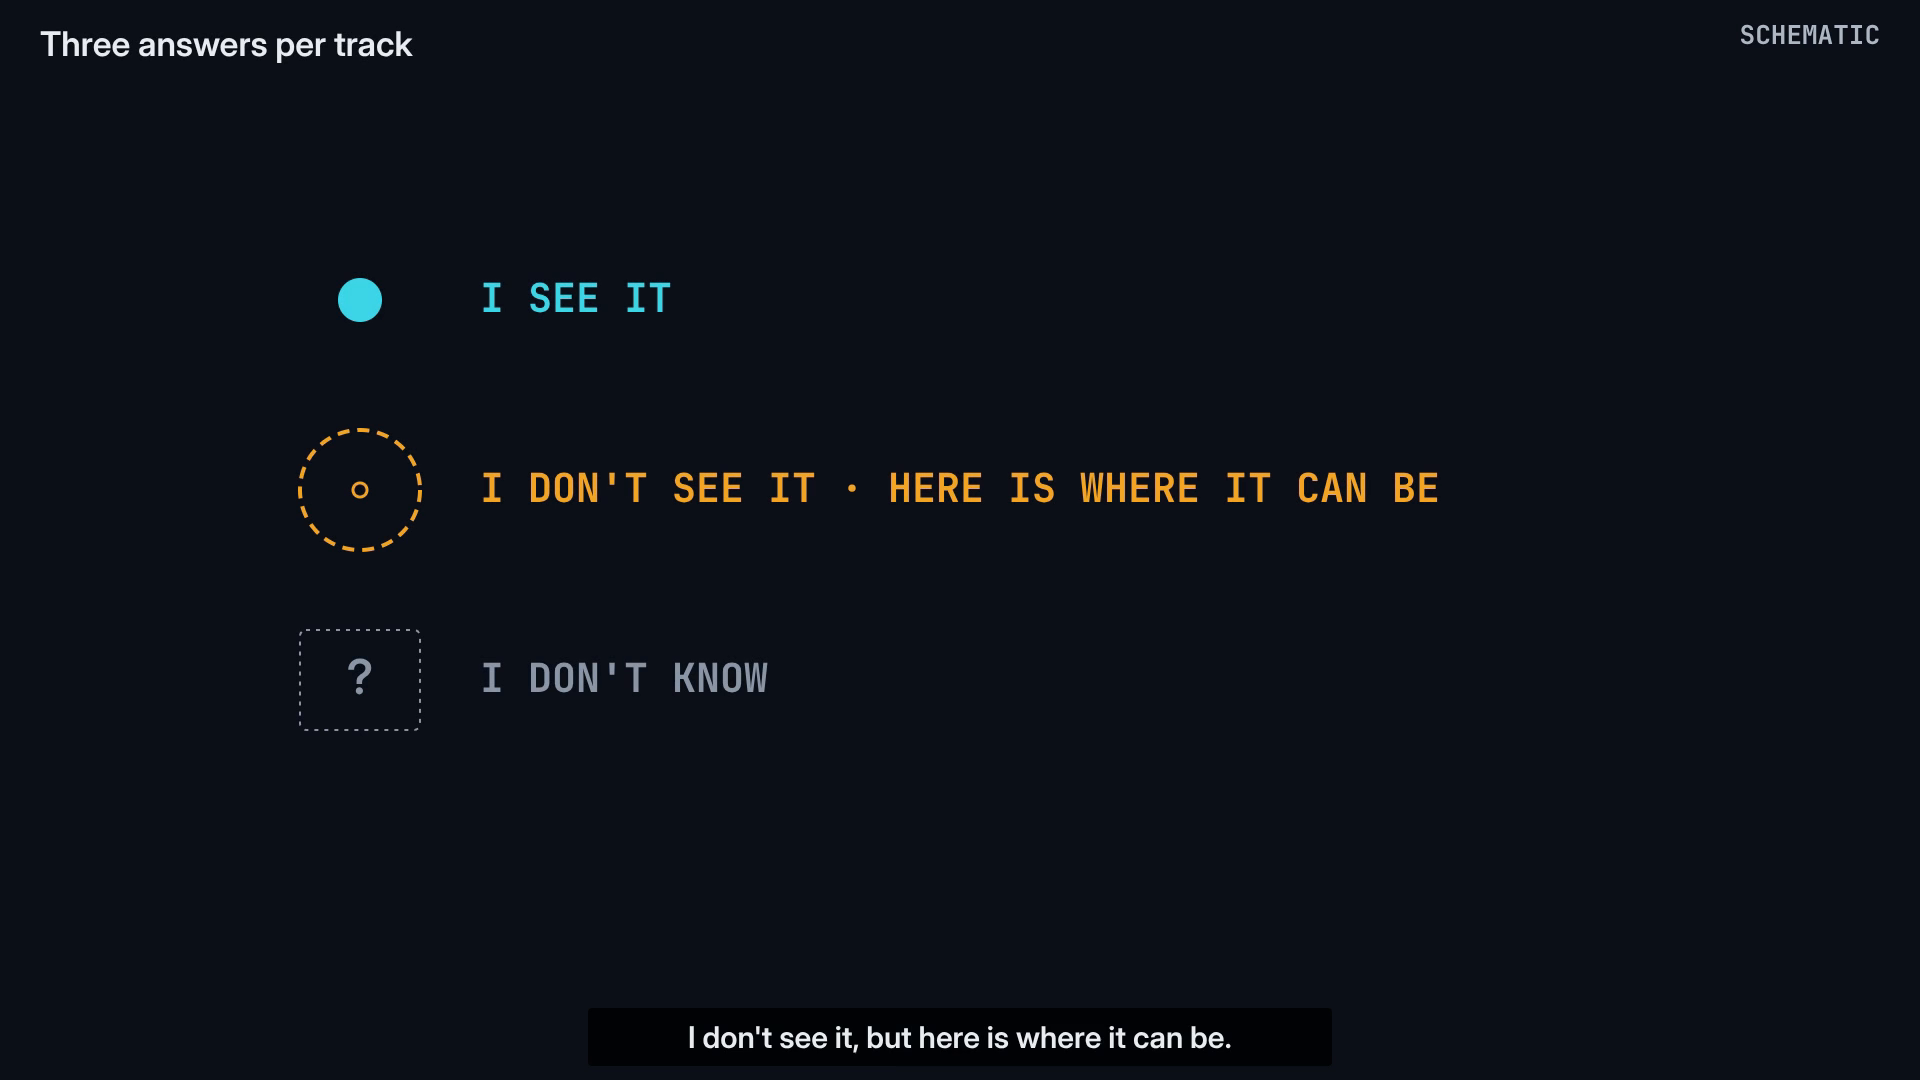 Three answers per track
SCHEMATIC
I SEE IT
I DON'T SEE IT · HERE IS WHERE IT CAN BE
?
I DON'T KNOW
I don't see it, but here is where it can be.